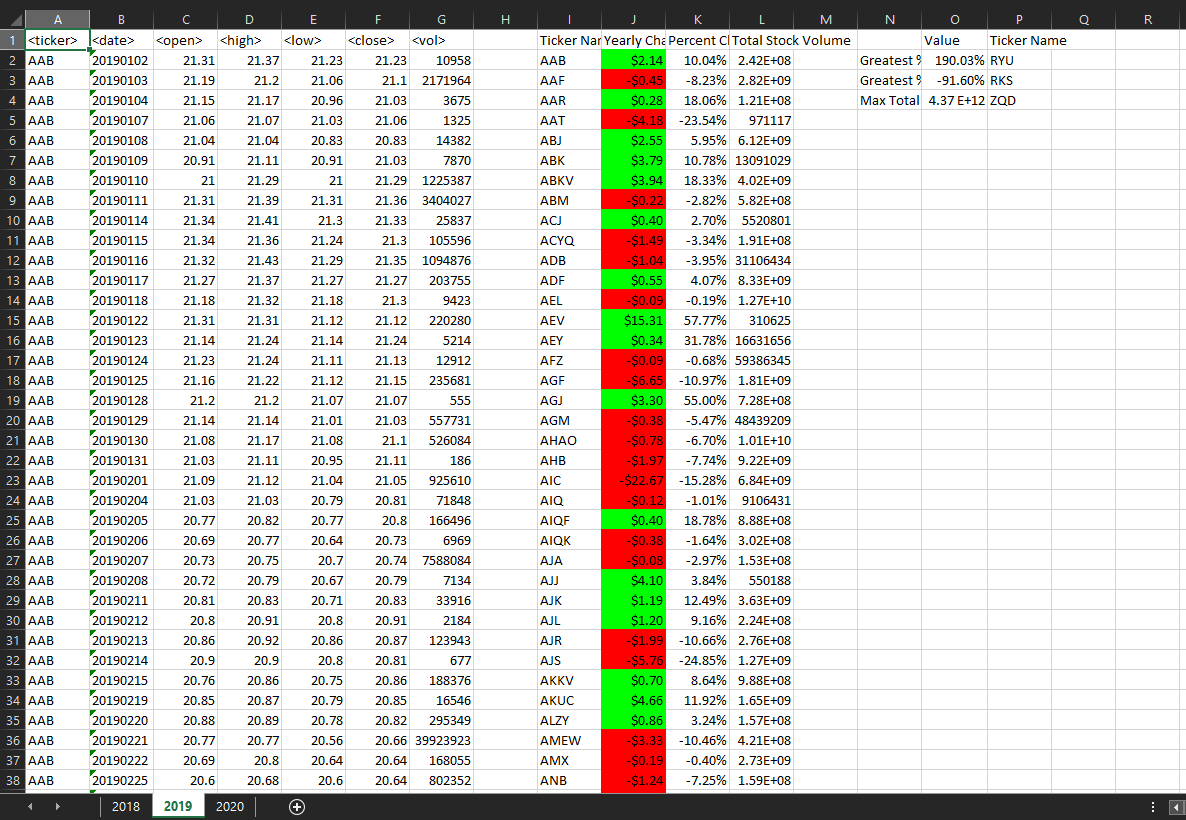 A B C D E F G H I J K L M N O P Q R
1 <ticker> <date> <open> <high> <low> <close> <vol> Ticker Nar Yearly Cha Percent Cl Total Stock Volume Value Ticker Name
2 AAB 20190102 21.31 21.37 21.23 21.23 10958 AAB $2.14 10.04% 2.42E+08 Greatest % 190.03% RYU
3 AAB 20190103 21.19 21.2 21.06 21.1 2171964 AAF -$0.45 -8.23% 2.82E+09 Greatest % -91.60% RKS
4 AAB 20190104 21.15 21.17 20.96 21.03 3675 AAR $0.28 18.06% 1.21E+08 Max Total 4.37 E+12 ZQD
5 AAB 20190107 21.06 21.07 21.03 21.06 1325 AAT -$4.18 -23.54% 971117
6 AAB 20190108 21.04 21.04 20.83 20.83 14382 ABJ $2.55 5.95% 6.12E+09
7 AAB 20190109 20.91 21.11 20.91 21.03 7870 ABK $3.79 10.78% 13091029
8 AAB 20190110 21 21.29 21 21.29 1225387 ABKV $3.94 18.33% 4.02E+09
9 AAB 20190111 21.31 21.39 21.31 21.36 3404027 ABM -$0.22 -2.82% 5.82E+08
10 AAB 20190114 21.34 21.41 21.3 21.33 25837 ACJ $0.40 2.70% 5520801
11 AAB 20190115 21.34 21.36 21.24 21.3 105596 ACYQ -$1.49 -3.34% 1.91E+08
12 AAB 20190116 21.32 21.43 21.29 21.35 1094876 ADB -$1.04 -3.95% 31106434
13 AAB 20190117 21.27 21.37 21.27 21.27 203755 ADF $0.55 4.07% 8.33E+09
14 AAB 20190118 21.18 21.32 21.18 21.3 9423 AEL -$0.09 -0.19% 1.27E+10
15 AAB 20190122 21.31 21.31 21.12 21.12 220280 AEV $15.31 57.77% 310625
16 AAB 20190123 21.14 21.24 21.14 21.24 5214 AEY $0.34 31.78% 16631656
17 AAB 20190124 21.23 21.24 21.11 21.13 12912 AFZ -$0.09 -0.68% 59386345
18 AAB 20190125 21.16 21.22 21.12 21.15 235681 AGF -$6.65 -10.97% 1.81E+09
19 AAB 20190128 21.2 21.2 21.07 21.07 555 AGJ $3.30 55.00% 7.28E+08
20 AAB 20190129 21.14 21.14 21.01 21.03 557731 AGM -$0.38 -5.47% 48439209
21 AAB 20190130 21.08 21.17 21.08 21.1 526084 AHAO -$0.78 -6.70% 1.01E+10
22 AAB 20190131 21.03 21.11 20.95 21.11 186 AHB -$1.97 -7.74% 9.22E+09
23 AAB 20190201 21.09 21.12 21.04 21.05 925610 AIC -$22.67 -15.28% 6.84E+09
24 AAB 20190204 21.03 21.03 20.79 20.81 71848 AIQ -$0.12 -1.01% 9106431
25 AAB 20190205 20.77 20.82 20.77 20.8 166496 AIQF $0.40 18.78% 8.88E+08
26 AAB 20190206 20.69 20.77 20.64 20.73 6969 AIQK -$0.38 -1.64% 3.02E+08
27 AAB 20190207 20.73 20.75 20.7 20.74 7588084 AJA -$0.08 -2.97% 1.53E+08
28 AAB 20190208 20.72 20.79 20.67 20.79 7134 AJJ $4.10 3.84% 550188
29 AAB 20190211 20.81 20.83 20.71 20.83 33916 AJK $1.19 12.49% 3.63E+09
30 AAB 20190212 20.8 20.91 20.8 20.91 2184 AJL $1.20 9.16% 2.24E+08
31 AAB 20190213 20.86 20.92 20.86 20.87 123943 AJR -$1.99 -10.66% 2.76E+08
32 AAB 20190214 20.9 20.9 20.8 20.81 677 AJS -$5.76 -24.85% 1.27E+09
33 AAB 20190215 20.76 20.86 20.75 20.86 188376 AKKV $0.70 8.64% 9.88E+08
34 AAB 20190219 20.85 20.87 20.79 20.85 16546 AKUC $4.66 11.92% 1.65E+09
35 AAB 20190220 20.88 20.89 20.78 20.82 295349 ALZY $0.86 3.24% 1.57E+08
36 AAB 20190221 20.77 20.77 20.56 20.66 39923923 AMEW -$3.33 -10.46% 4.21E+08
37 AAB 20190222 20.69 20.8 20.64 20.64 168055 AMX -$0.19 -0.40% 2.73E+09
38 AAB 20190225 20.6 20.68 20.6 20.64 802352 ANB -$1.24 -7.25% 1.59E+08
2018 2019 2020